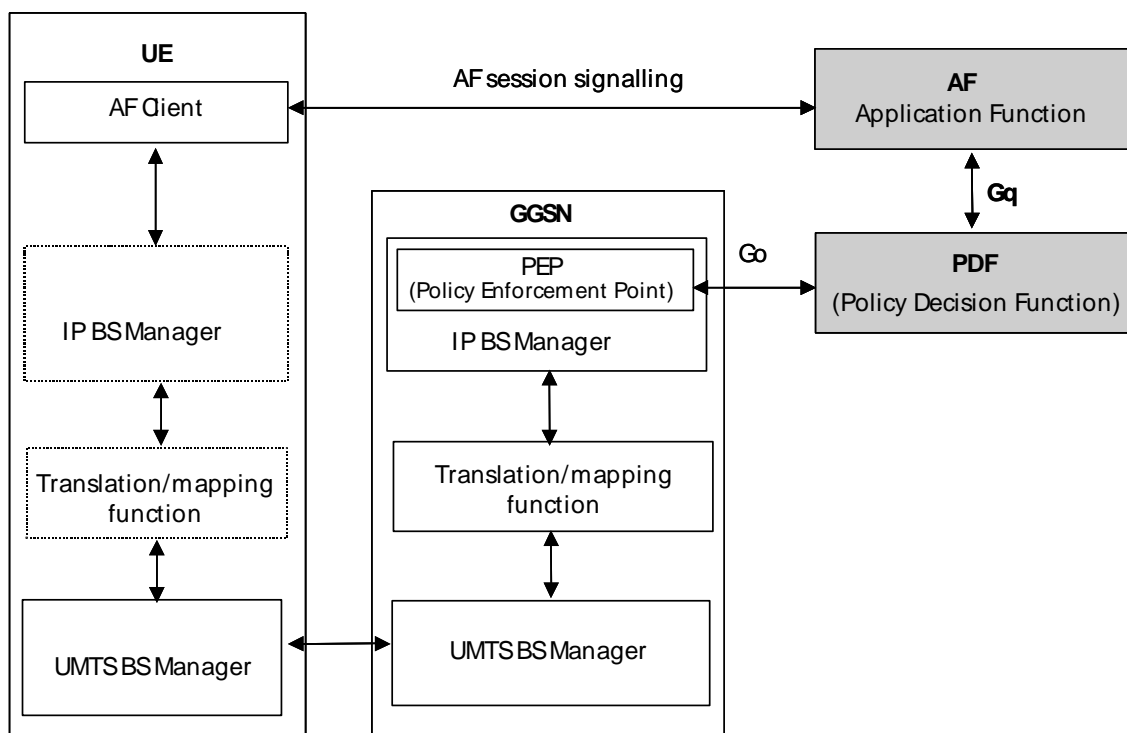 UE
AF Client
IP BS Manager
Translation/mapping
function
UMTS BS Manager
AF session signalling
GGSN
PEP
(Policy Enforcement Point)
IP BS Manager
Translation/mapping
function
UMTS BS Manager
Go
AF
Application Function
Gq
PDF
(Policy Decision Function)